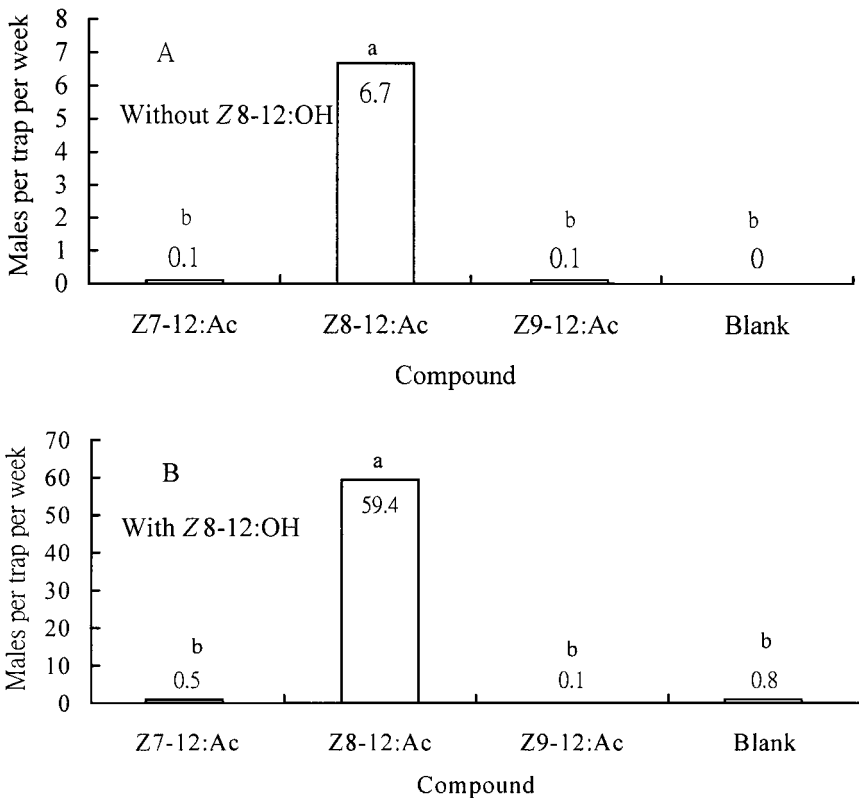 8
7
6
5
4
3
2
1
0
Males per trap per week
A
Without Z8-12:OH
b
0.1
a
6.7
b
0.1
b
0
Z7-12:Ac Z8-12:Ac Z9-12:Ac Blank
Compound
70
60
50
40
30
20
10
0
Males per trap per week
B
With Z8-12:OH
b
0.5
a
59.4
b
0.1
b
0.8
Z7-12:Ac Z8-12:Ac Z9-12:Ac Blank
Compound